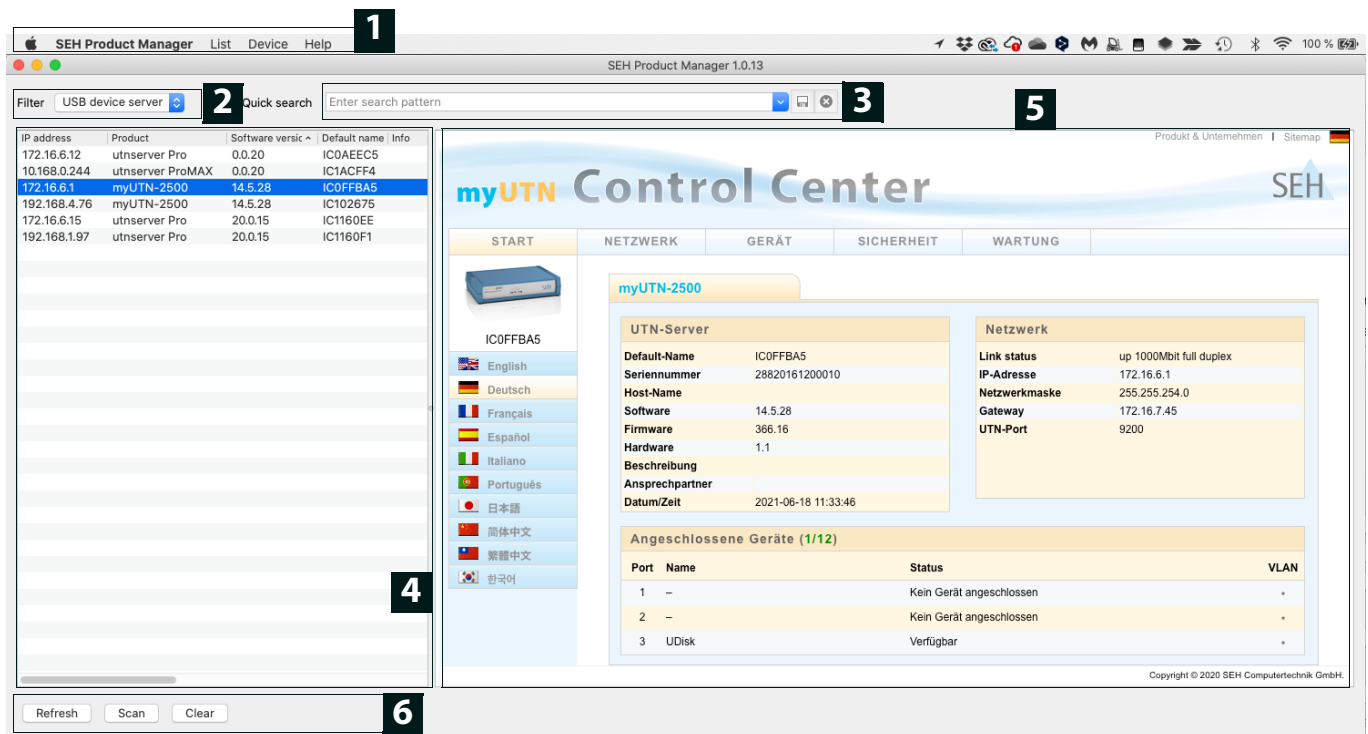 1
SEH Product Manager List Device Help
100 %
SEH Product Manager 1.0.13
Filter USB device server 2 Quick search Enter search pattern 3
5
IP address Product Software versic Default name Info
172.16.6.12 utnserver Pro 0.0.20 IC0AEEC5
10.168.0.244 utnserver ProMAX 0.0.20 IC1ACFF4
172.16.6.1 myUTN-2500 14.5.28 IC0FFBA5
192.168.4.76 myUTN-2500 14.5.28 IC102675
172.16.6.15 utnserver Pro 20.0.15 IC1160EE
192.168.1.97 utnserver Pro 20.0.15 IC1160F1
4
Produkt & Unternehmen | Sitemap
myUTN Control Center
SEH
START NETZWERK GERÄT SICHERHEIT WARTUNG
IC0FFBA5
English
Deutsch
Français
Español
Italiano
Português
日本語
简体中文
繁體中文
한국어
myUTN-2500
UTN-Server
Default-Name IC0FFBA5
Seriennummer 28820161200010
Host-Name
Software 14.5.28
Firmware 366.16
Hardware 1.1
Beschreibung
Ansprechpartner
Datum/Zeit 2021-06-18 11:33:46
Netzwerk
Link status up 1000Mbit full duplex
IP-Adresse 172.16.6.1
Netzwerkmaske 255.255.254.0
Gateway 172.16.7.45
UTN-Port 9200
Angeschlossene Geräte (1/12)
Port Name Status VLAN
1 – Kein Gerät angeschlossen
2 – Kein Gerät angeschlossen
3 UDisk Verfügbar
Copyright © 2020 SEH Computertechnik GmbH.
Refresh Scan Clear 6